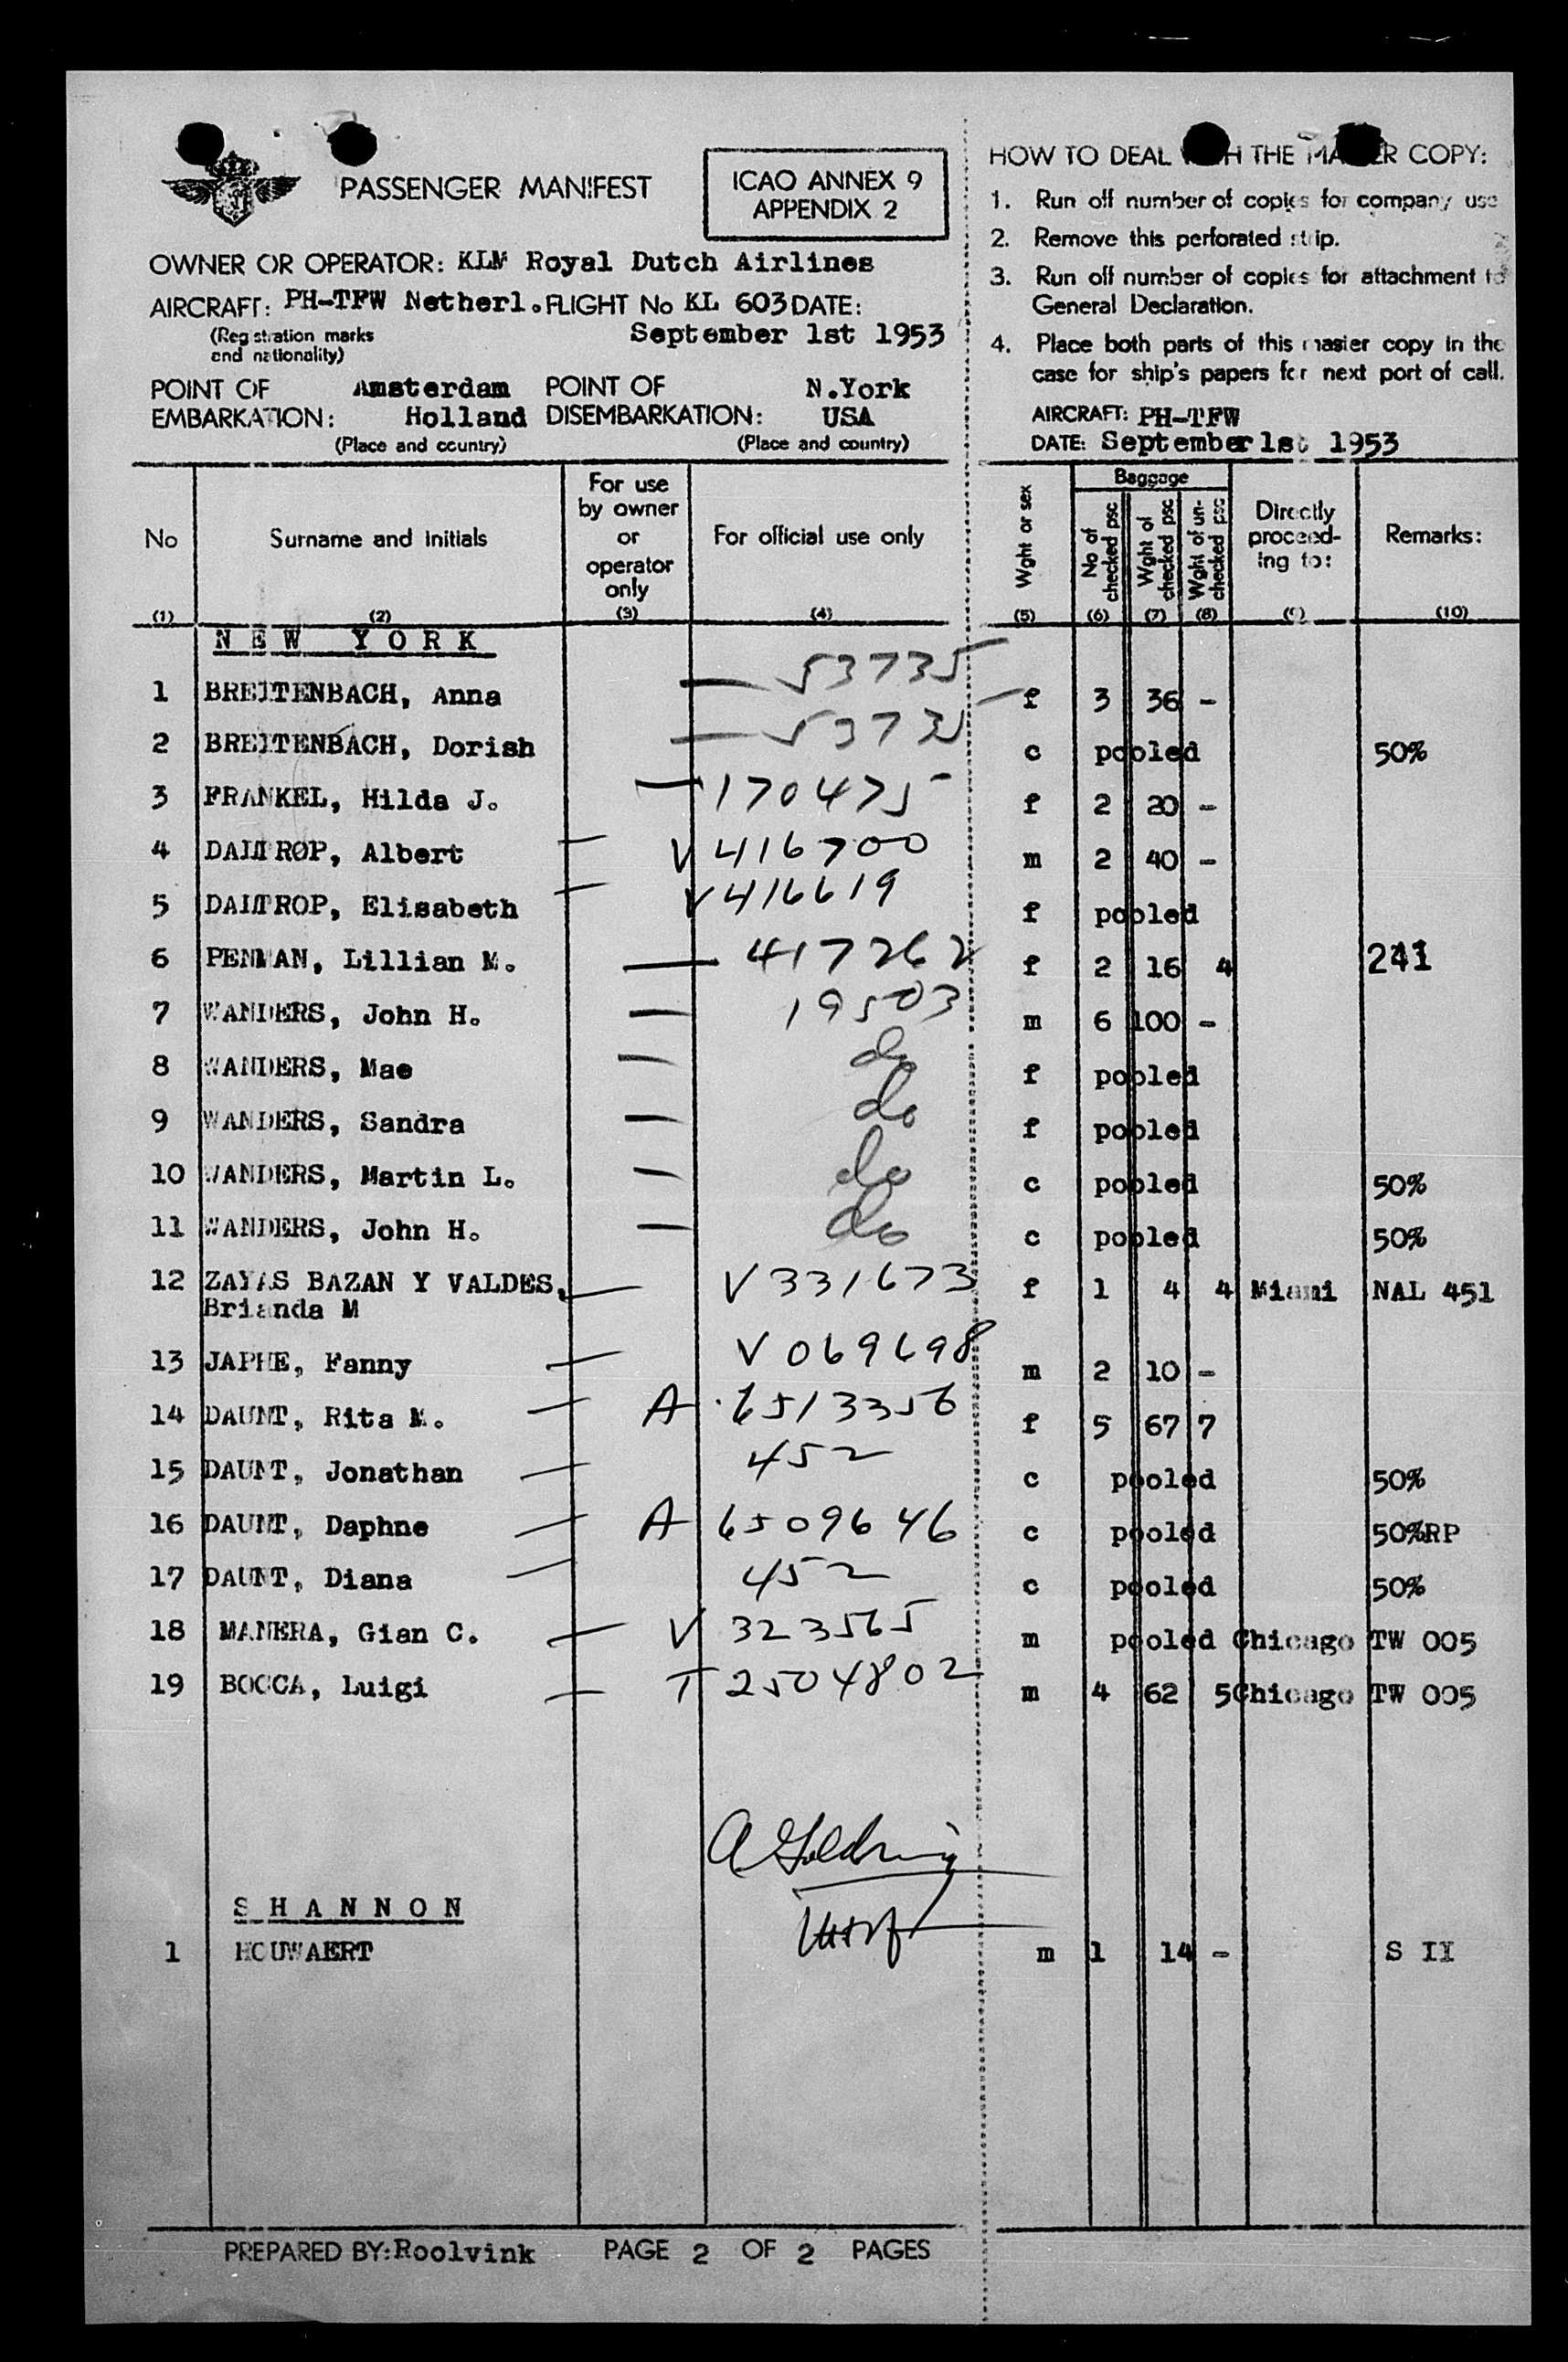 PASSENGER MANIFEST
ICAO ANNEX 9
APPENDIX 2
OWNER OR OPERATOR: KLM Royal Dutch Airlines
AIRCRAFT: PH-TFW Netherl. FLIGHT No KL 603 DATE:
(Registration marks and nationality)
September 1st 1953
POINT OF EMBARKATION: Amsterdam Holland
(Place and country)
POINT OF DISEMBARKATION: N.York USA
(Place and country)
HOW TO DEAL THE COPY:
1. Run off number of copies for company use
2. Remove this perforated strip.
3. Run off number of copies for attachment to
General Declaration.
4. Place both parts of this master copy in the
case for ship's papers for next port of call.
AIRCRAFT: PH-TFW
DATE: September 1st 1953
No (1)
Surname and initials (2)
For use by owner or operator only (3)
For official use only (4)
Wght or sex (5)
Baggage
No of checked psc (6)
Wght of checked psc (7)
Wght of un-checked psc (8)
Directly proceed-ing to: (9)
Remarks: (10)
NEW YORK
1 BREITENBACH, Anna — 53735 f 3 36 -
2 BREITENBACH, Dorish — 53735 c pooled 50%
3 FRANKEL, Hilda J. — 170475 f 2 20 -
4 DALTROP, Albert — V 416700 m 2 40 -
5 DALTROP, Elisabeth — V 416619 f pooled
6 PENMAN, Lillian M. — 417262 f 2 16 4 241
7 WANDERS, John H. — 19503 m 6 100 -
8 WANDERS, Mae — do f pooled
9 WANDERS, Sandra — do f pooled
10 WANDERS, Martin L. — do c pooled 50%
11 WANDERS, John H. — do c pooled 50%
12 ZAYAS BAZAN Y VALDES, — V 331673 f 1 4 4 Miami NAL 451
Brianda M
13 JAPHE, Fanny — V 069698 m 2 10 -
14 DAUNT, Rita M. — A 6513356 f 5 67 7
15 DAUNT, Jonathan — 452 c pooled 50%
16 DAUNT, Daphne — A 6509646 c pooled 50%RP
17 DAUNT, Diana — 452 c pooled 50%
18 MANERA, Gian C. — V 323565 m pooled Chicago TW 005
19 BOCCA, Luigi — T 2504802 m 4 62 5 Chicago TW 005
SHANNON
1 HOUWAERT m 1 14 - S II
PREPARED BY: Roolvink PAGE 2 OF 2 PAGES